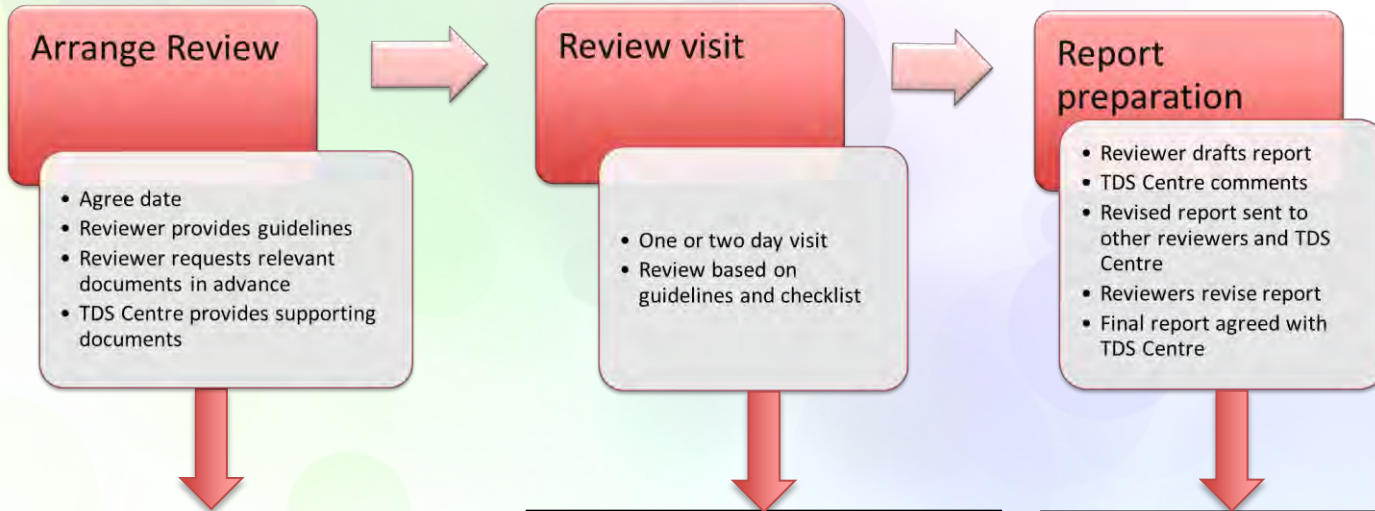 Arrange Review
• Agree date
• Reviewer provides guidelines
• Reviewer requests relevant
documents in advance
• TDS Centre provides supporting
documents
Review visit
• One or two day visit
• Review based on
guidelines and checklist
Report
preparation
• Reviewer drafts report
• TDS Centre comments
• Revised report sent to
other reviewers and TDS
Centre
• Reviewers revise report
• Final report agreed with
TDS Centre